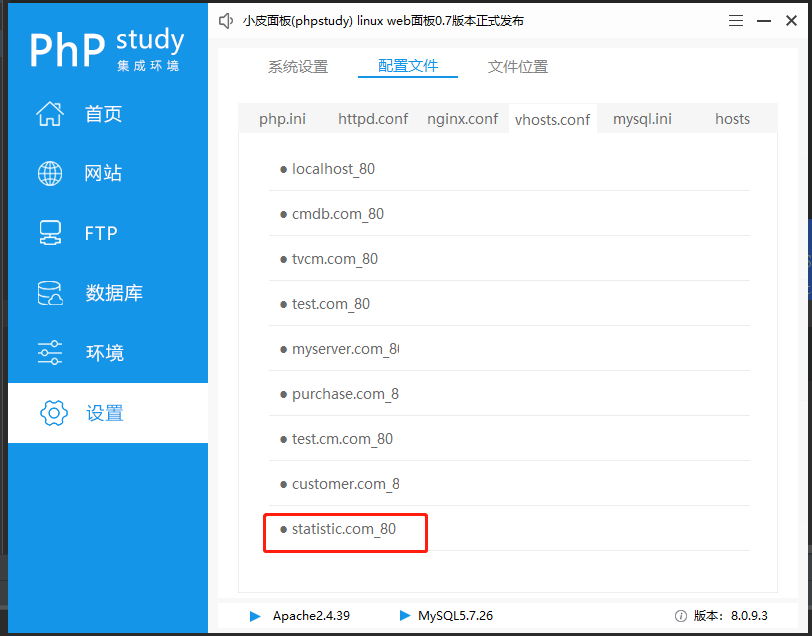 PhP study
集成环境
小皮面板(phpstudy) linux web面板0.7版本正式发布
首页
网站
FTP
数据库
环境
设置
系统设置 配置文件 文件位置
php.ini httpd.conf nginx.conf vhosts.conf mysql.ini hosts
● localhost_80
● cmdb.com_80
● tvcm.com_80
● test.com_80
● myserver.com_80
● purchase.com_8
● test.cm.com_80
● customer.com_8
● statistic.com_80
Apache2.4.39 MySQL5.7.26 版本: 8.0.9.3